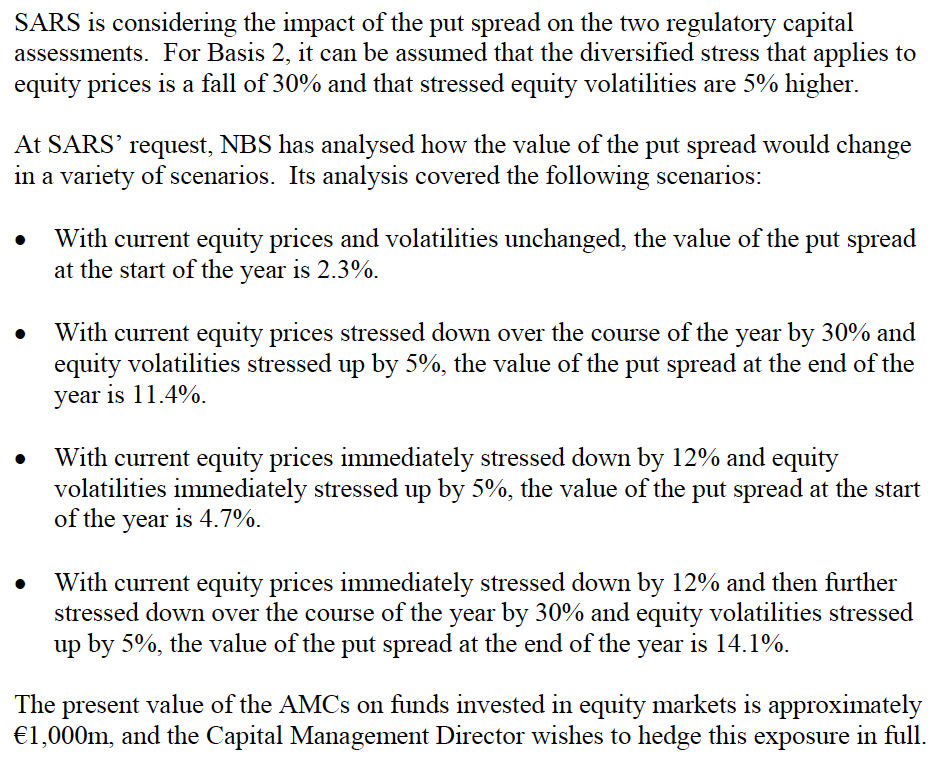 SARS is considering the impact of the put spread on the two regulatory capital
assessments.  For Basis 2, it can be assumed that the diversified stress that applies to
equity prices is a fall of 30% and that stressed equity volatilities are 5% higher.
At SARS’ request, NBS has analysed how the value of the put spread would change
in a variety of scenarios.  Its analysis covered the following scenarios:
• With current equity prices and volatilities unchanged, the value of the put spread
at the start of the year is 2.3%.
• With current equity prices stressed down over the course of the year by 30% and
equity volatilities stressed up by 5%, the value of the put spread at the end of the
year is 11.4%.
• With current equity prices immediately stressed down by 12% and equity
volatilities immediately stressed up by 5%, the value of the put spread at the start
of the year is 4.7%.
• With current equity prices immediately stressed down by 12% and then further
stressed down over the course of the year by 30% and equity volatilities stressed
up by 5%, the value of the put spread at the end of the year is 14.1%.
The present value of the AMCs on funds invested in equity markets is approximately
€1,000m, and the Capital Management Director wishes to hedge this exposure in full.